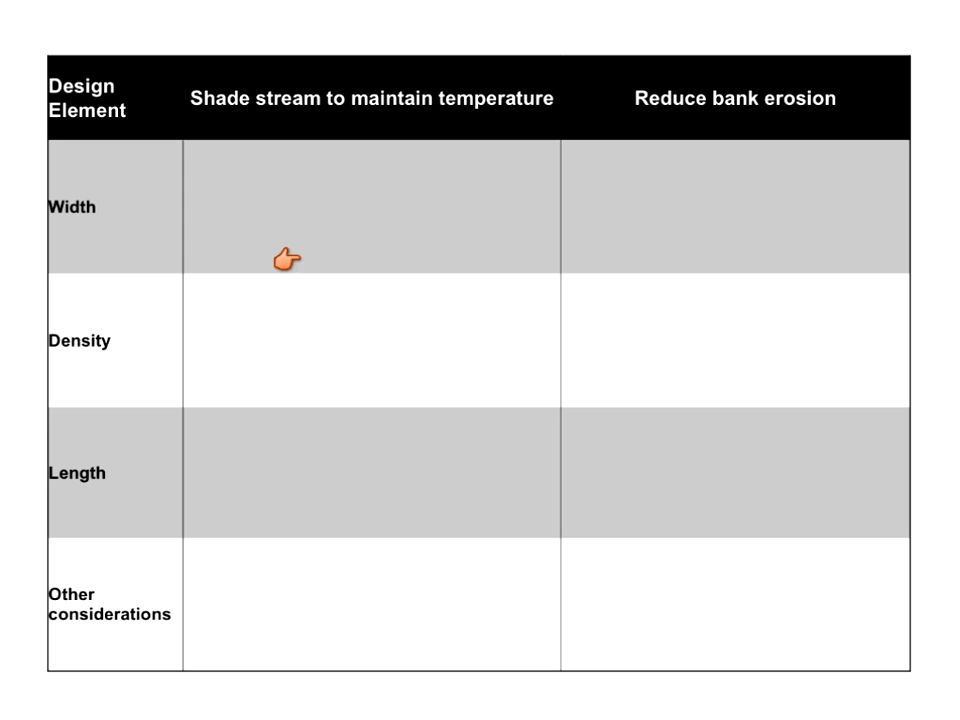 Design
Element
Shade stream to maintain temperature
Reduce bank erosion
Width
Density
Length
Other
considerations